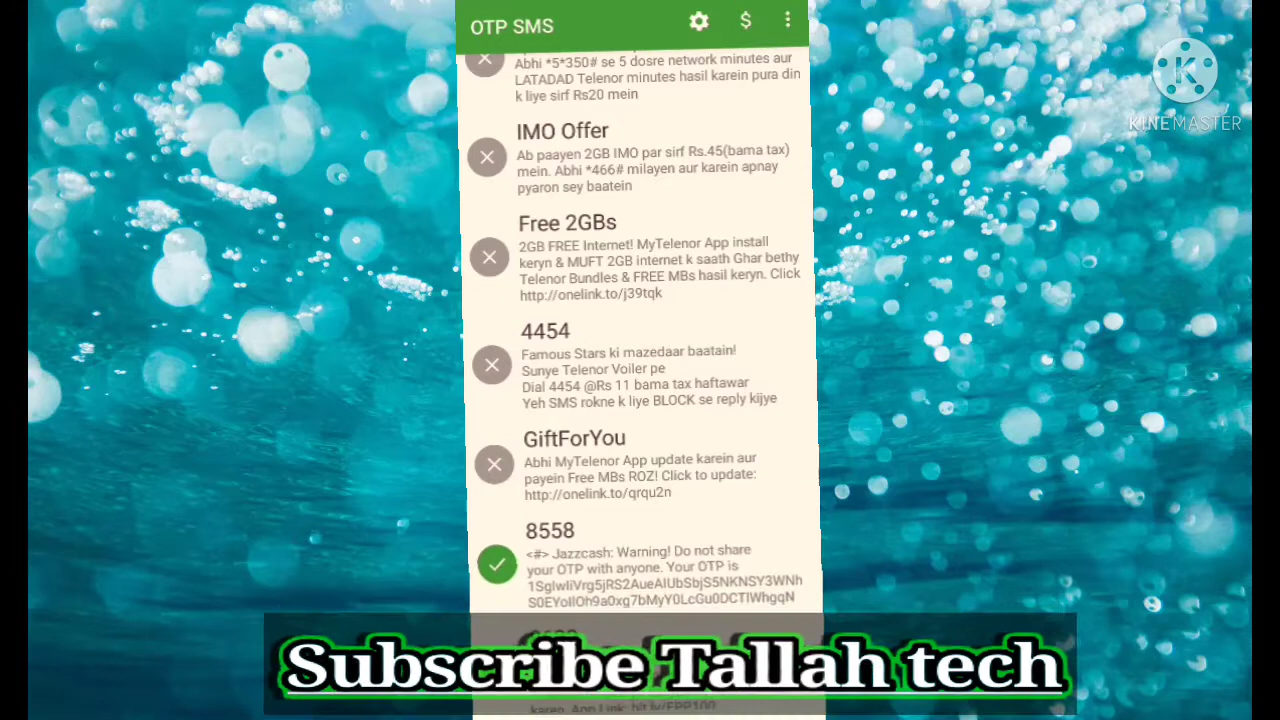 OTP SMS
$
K
KINEMASTER
Abhi *5*350# se 5 dosre network minutes aur
LATADAD Telenor minutes hasil karein pura din
k liye sirf Rs20 mein
IMO Offer
Ab paayen 2GB IMO par sirf Rs.45(bama tax)
mein. Abhi *466# milayen aur karein apnay
pyaron sey baatein
Free 2GBs
2GB FREE Internet! MyTelenor App install
keryn & MUFT 2GB internet k saath Ghar bethy
Telenor Bundles & FREE MBs hasil keryn. Click
http://onelink.to/j39tqk
4454
Famous Stars ki mazedaar baatain!
Sunye Telenor Voiler pe
Dial 4454 @Rs 11 bama tax haftawar
Yeh SMS rokne k liye BLOCK se reply kijye
GiftForYou
Abhi MyTelenor App update karein aur
payein Free MBs ROZ! Click to update:
http://onelink.to/qrqu2n
8558
<#> Jazzcash: Warning! Do not share
your OTP with anyone. Your OTP is
Subscribe Tallah tech
karen. App Link: